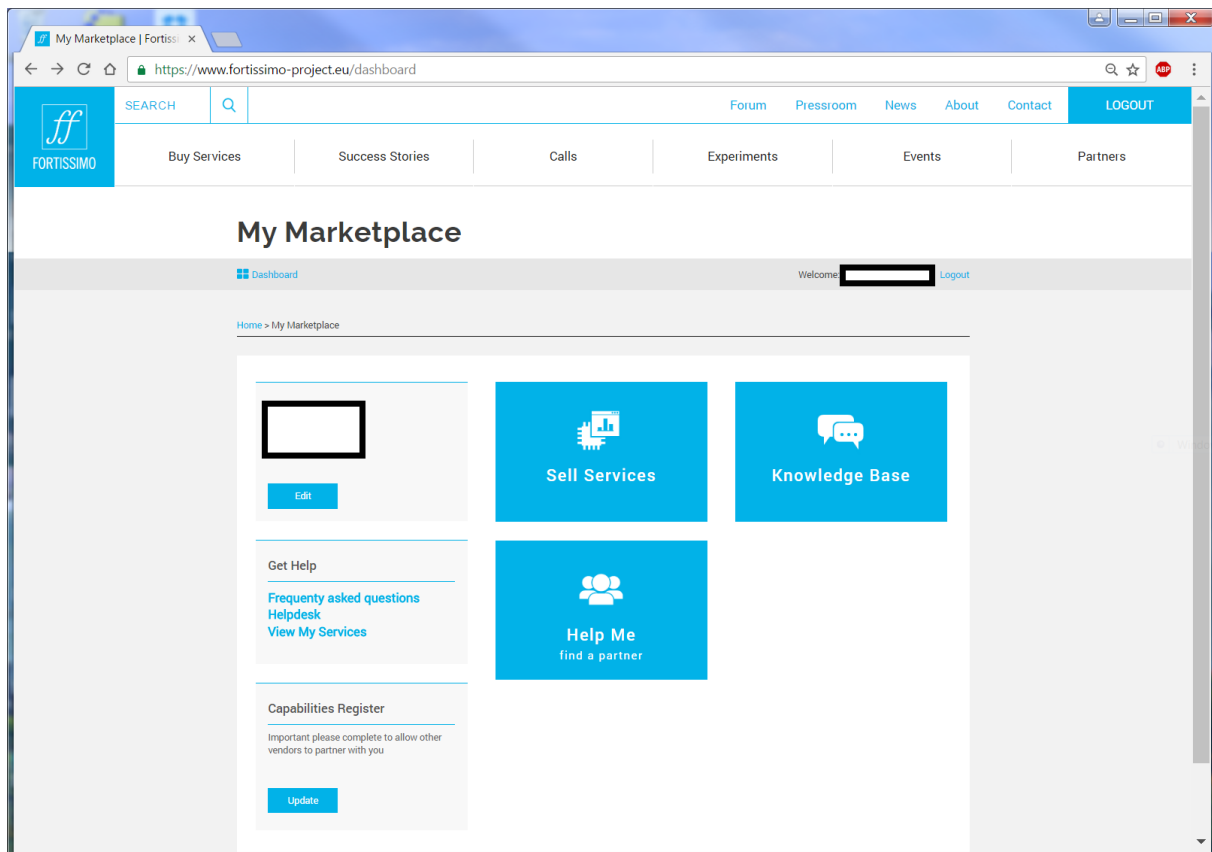 My Marketplace | Fortissi
https://www.fortissimo-project.eu/dashboard
ABP
ff
FORTISSIMO
SEARCH
Forum Pressroom News About Contact LOGOUT
Buy Services Success Stories Calls Experiments Events Partners
My Marketplace
Dashboard
Welcome: Logout
Home > My Marketplace
Edit
Sell Services
Knowledge Base
Get Help
Frequenty asked questions
Helpdesk
View My Services
Help Me
find a partner
Capabilities Register
Important please complete to allow other
vendors to partner with you
Update